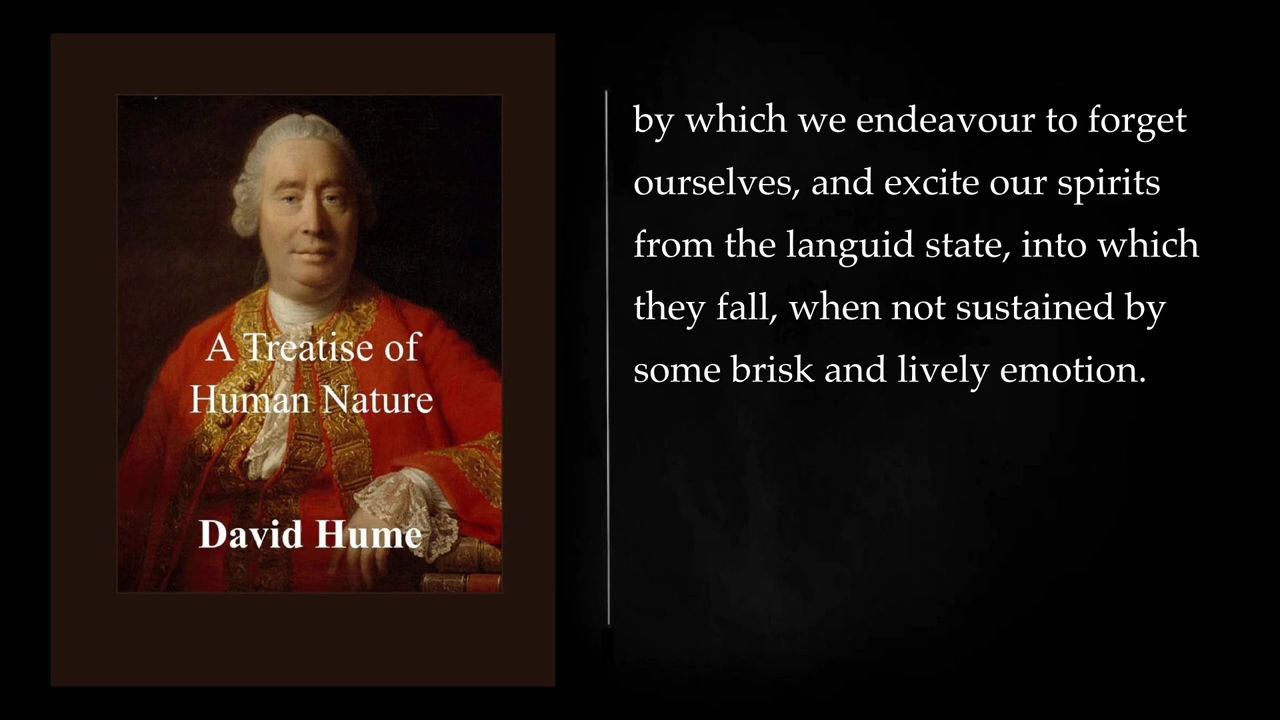 A Treatise of
Human Nature
David Hume
by which we endeavour to forget
ourselves, and excite our spirits
from the languid state, into which
they fall, when not sustained by
some brisk and lively emotion.